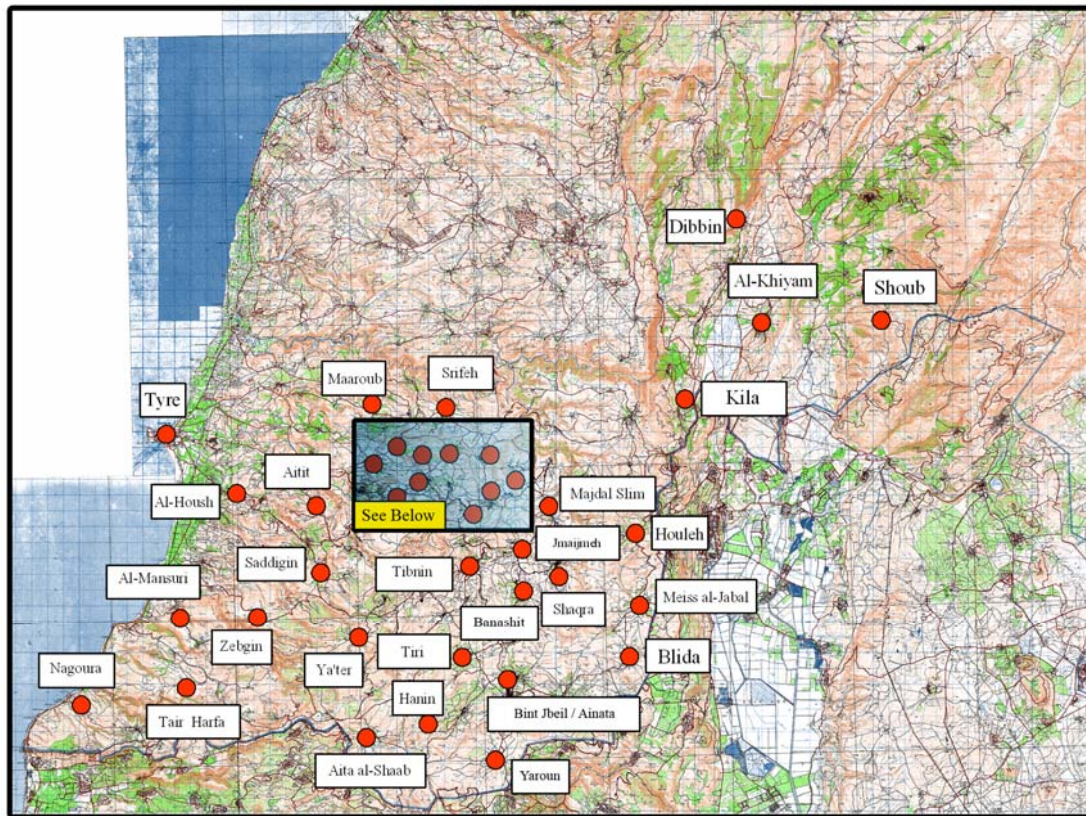 Dibbin
Al-Khiyam
Shoub
Srifeh
Maaroub
Tyre
Kila
Aitit
Al-Housh
See Below
Majdal Slim
Houleh
Jmaijmeh
Saddigin
Tibnin
Al-Mansuri
Shaqra
Meiss al-Jabal
Banashit
Zebgin
Ya'ter
Tiri
Blida
Nagoura
Hanin
Bint Jbeil / Ainata
Tair Harfa
Aita al-Shaab
Yaroun